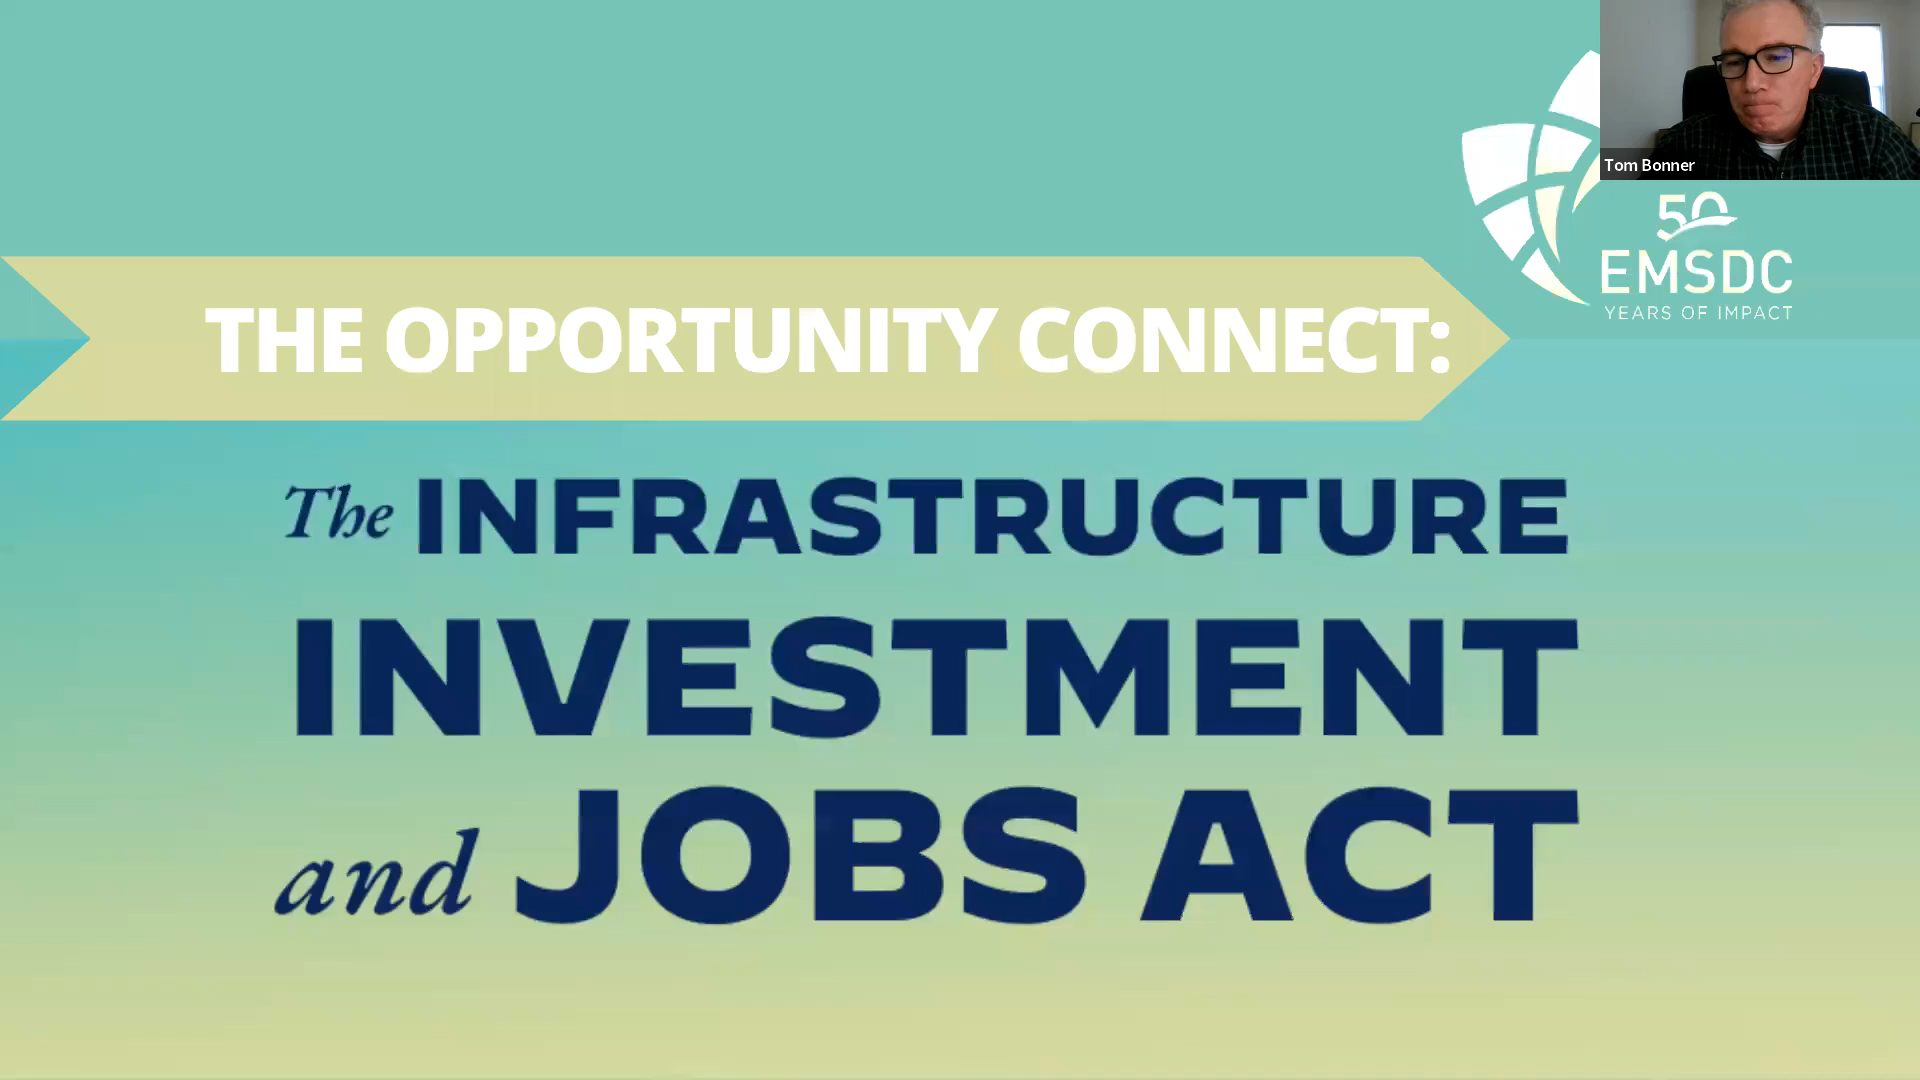 Tom Bonner
50
EMSDC
YEARS OF IMPACT
THE OPPORTUNITY CONNECT:
The INFRASTRUCTURE
INVESTMENT
and JOBS ACT